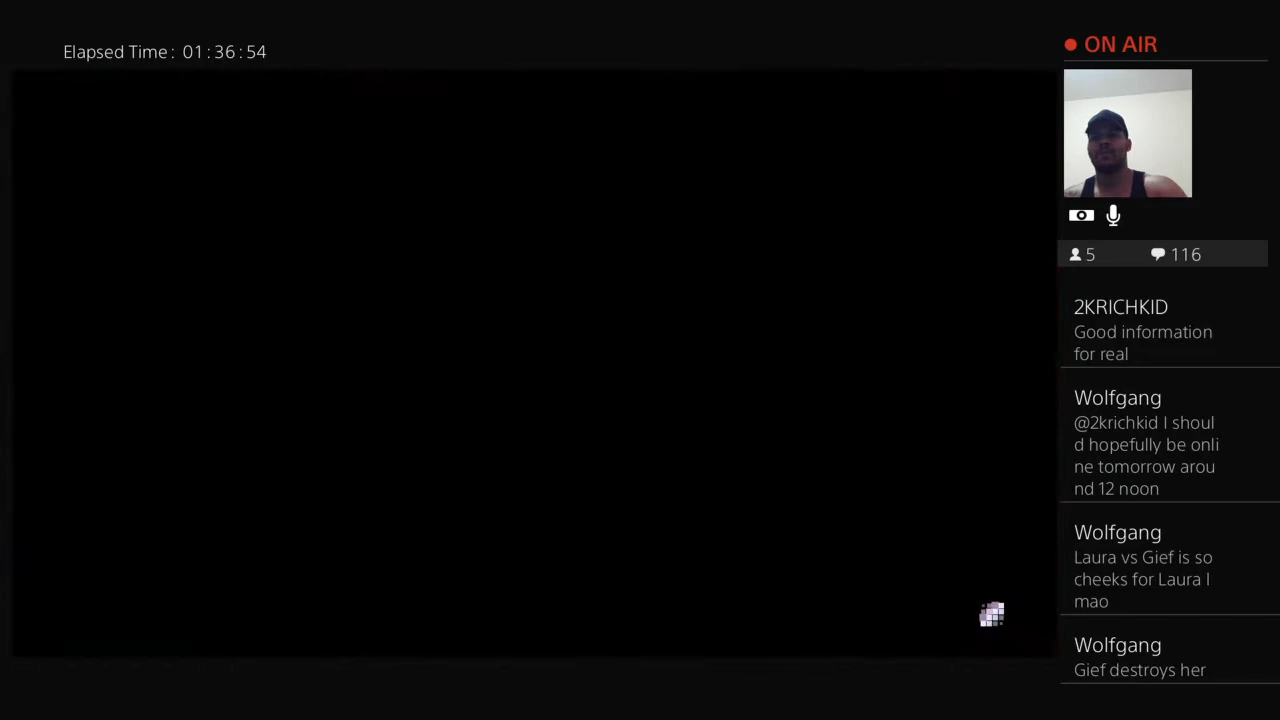 Elapsed Time: 01:36:54
ON AIR
5 116
2KRICHKID
Good information
for real
Wolfgang
@2krichkid I shoul
d hopefully be onli
ne tomorrow arou
nd 12 noon
Wolfgang
Laura vs Gief is so
cheeks for Laura l
mao
Wolfgang
Gief destroys her